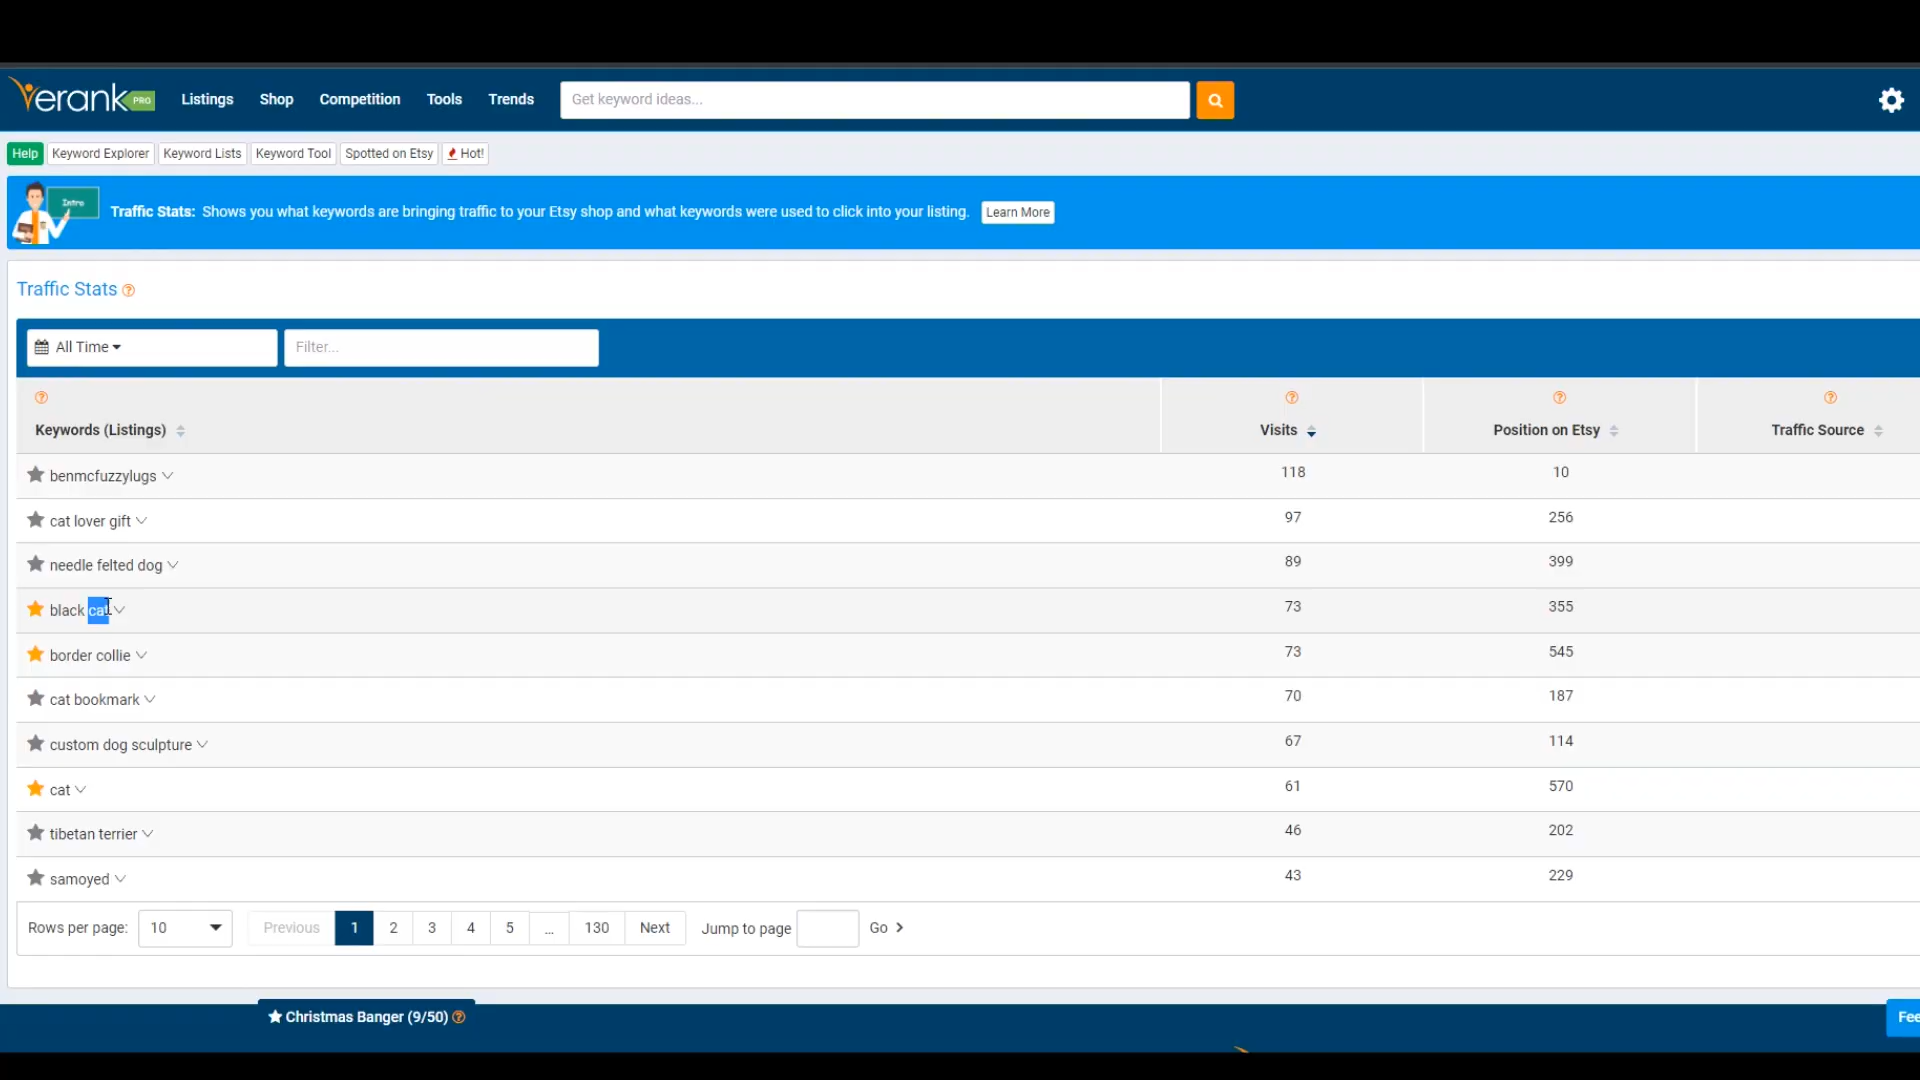 erank PRO Listings Shop Competition Tools Trends Get keyword ideas...
Help Keyword Explorer Keyword Lists Keyword Tool Spotted on Etsy Hot!
Intro Traffic Stats: Shows you what keywords are bringing traffic to your Etsy shop and what keywords were used to click into your listing. Learn More
Traffic Stats
All Time Filter...
Keywords (Listings) Visits Position on Etsy Traffic Source
benmcfuzzylugs 118 10
cat lover gift 97 256
needle felted dog 89 399
black cat 73 355
border collie 73 545
cat bookmark 70 187
custom dog sculpture 67 114
cat 61 570
tibetan terrier 46 202
samoyed 43 229
Rows per page: 10 Previous 1 2 3 4 5 ... 130 Next Jump to page Go
Christmas Banger (9/50) Fee